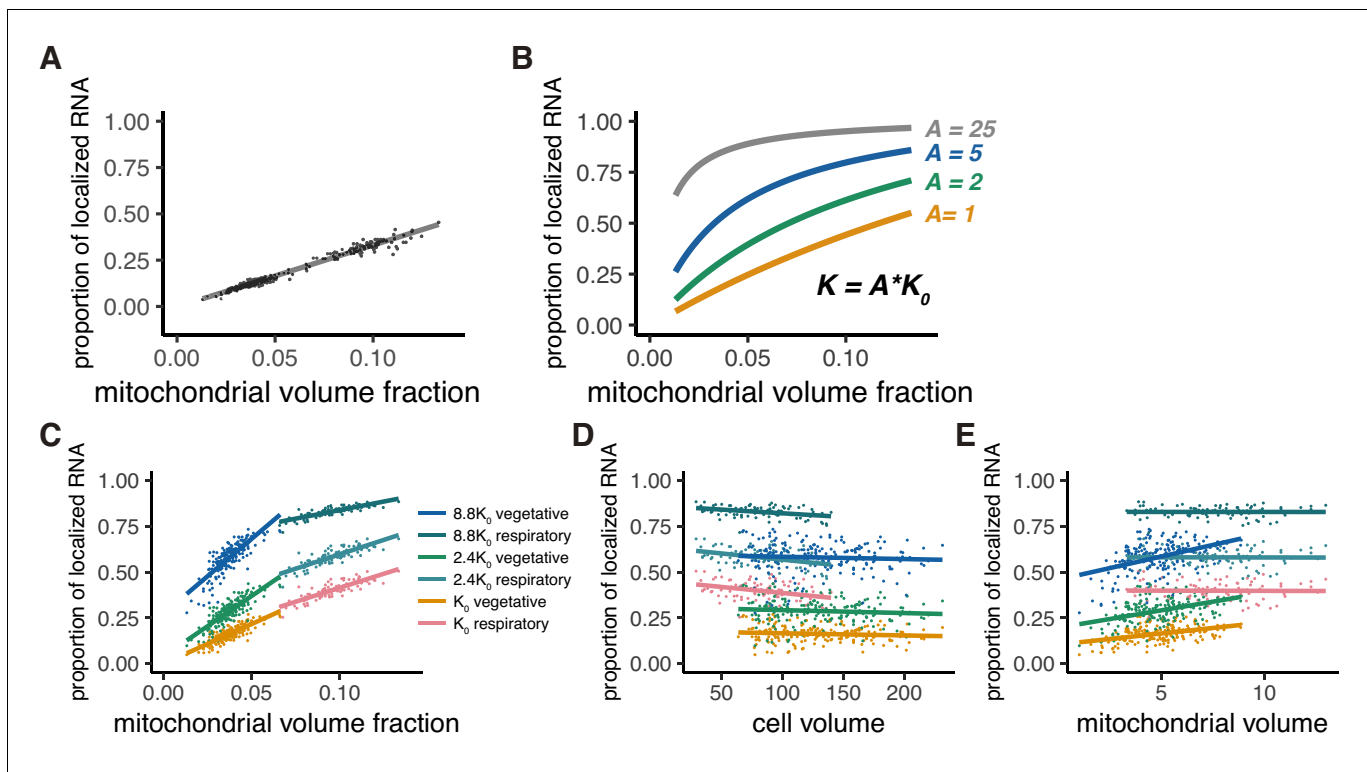 A
proportion of localized RNA
1.00
0.75
0.50
0.25
0.00
0.00 0.05 0.10
mitochondrial volume fraction
B
proportion of localized RNA
1.00
0.75
0.50
0.25
0.00
A = 25
A = 5
A = 2
A= 1
K = A*K0
0.00 0.05 0.10
mitochondrial volume fraction
C
proportion of localized RNA
1.00
0.75
0.50
0.25
0.00
0.00 0.05 0.10
mitochondrial volume fraction
8.8K0 vegetative
8.8K0 respiratory
2.4K0 vegetative
2.4K0 respiratory
K0 vegetative
K0 respiratory
D
proportion of localized RNA
1.00
0.75
0.50
0.25
0.00
50 100 150 200
cell volume
E
proportion of localized RNA
1.00
0.75
0.50
0.25
0.00
5 10
mitochondrial volume